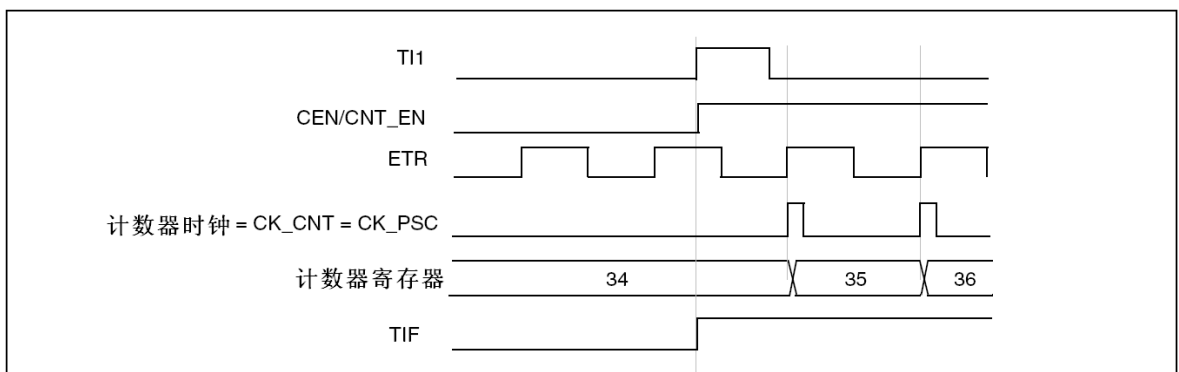 TI1
CEN/CNT_EN
ETR
计数器时钟 = CK_CNT = CK_PSC
计数器寄存器 34 35 36
TIF